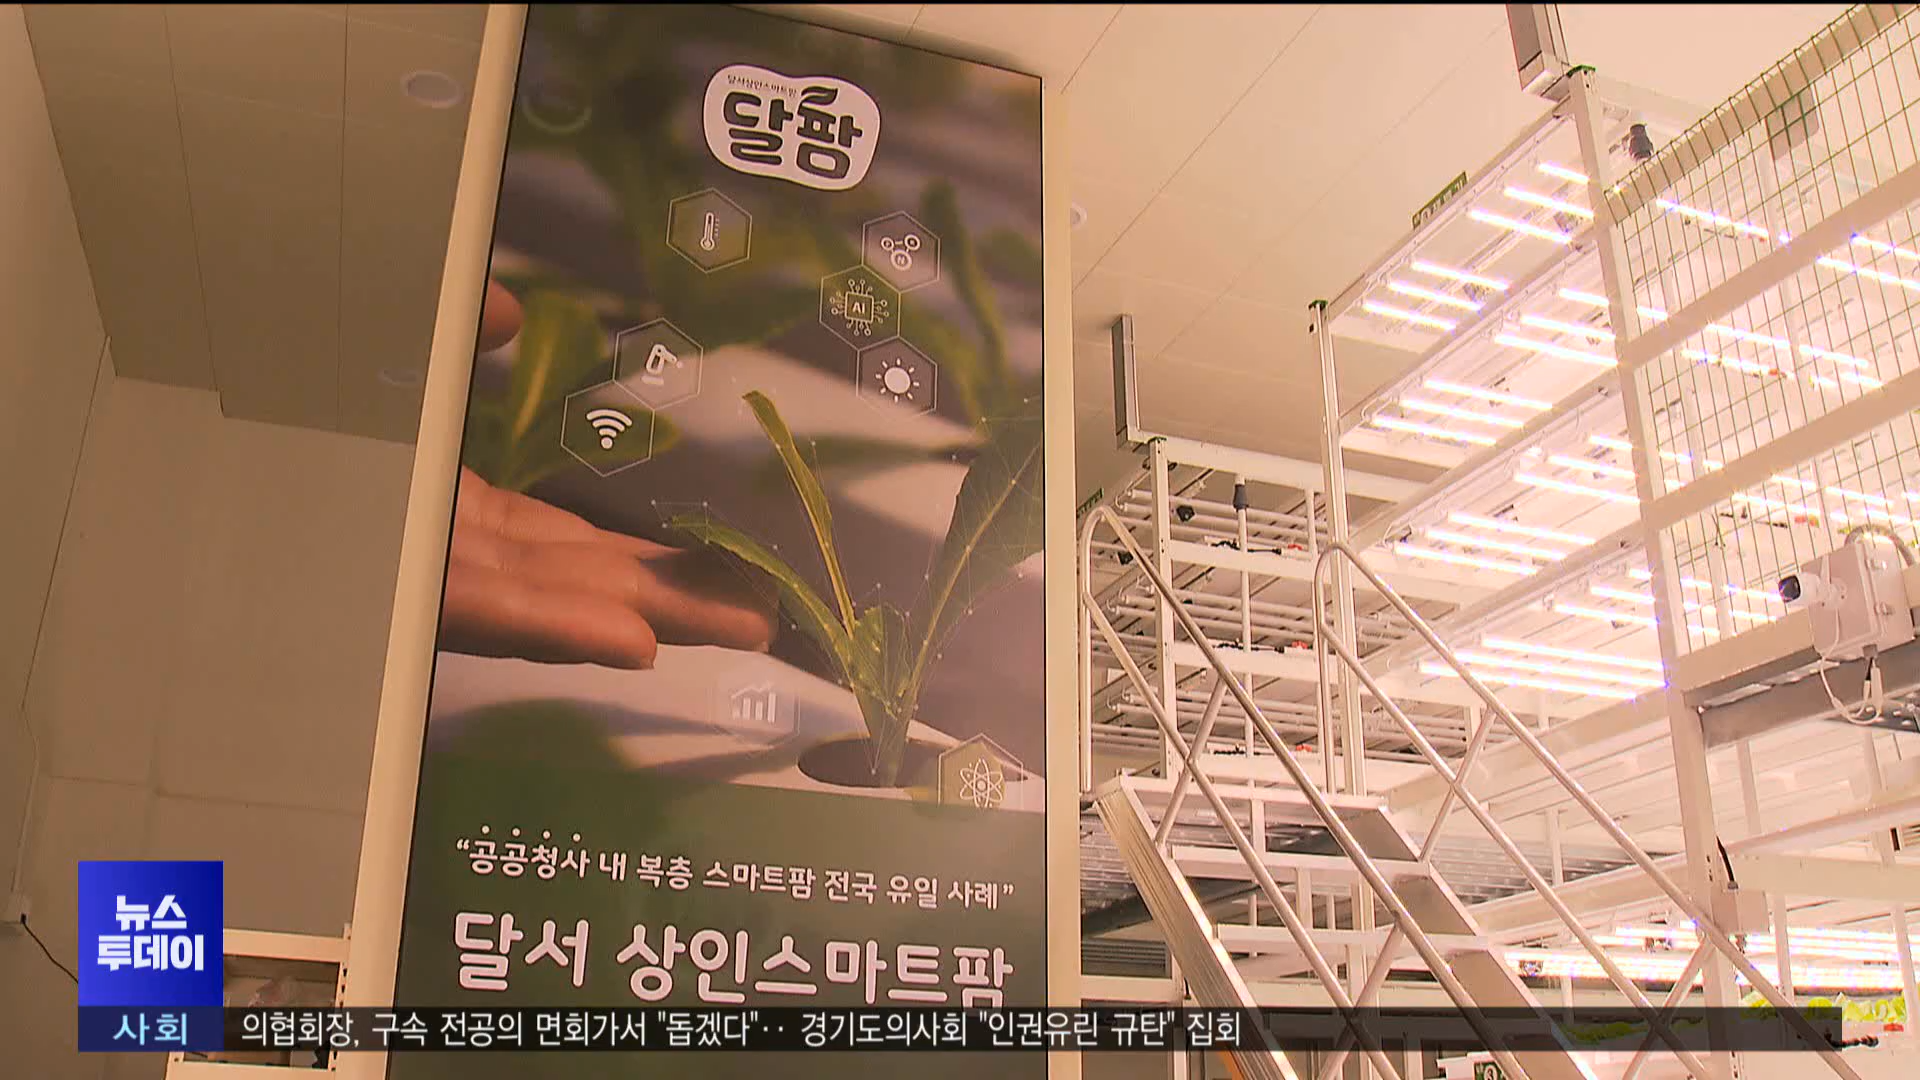 달서상인스마트팜
달팜
AI
N
"공공청사 내 복층 스마트팜 전국 유일 사례"
달서 상인스마트팜
뉴스
투데이
사회
의협회장, 구속 전공의 면회가서 "돕겠다"·· 경기도의사회 "인권유린 규탄" 집회
3